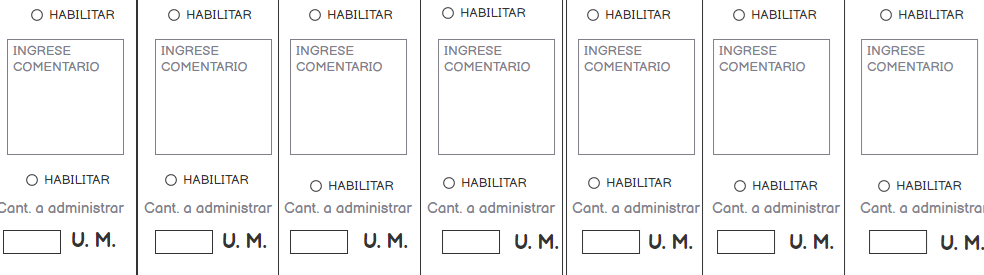 HABILITAR HABILITAR HABILITAR HABILITAR HABILITAR HABILITAR HABILITAR
INGRESE INGRESE INGRESE INGRESE INGRESE INGRESE INGRESE
COMENTARIO COMENTARIO COMENTARIO COMENTARIO COMENTARIO COMENTARIO COMENTARIO
HABILITAR HABILITAR HABILITAR HABILITAR HABILITAR HABILITAR HABILITAR
Cant. a administrar Cant. a administrar Cant. a administrar Cant. a administrar Cant. a administrar Cant. a administrar Cant. a administrar
U. M. U. M. U. M. U. M. U. M. U. M. U. M.